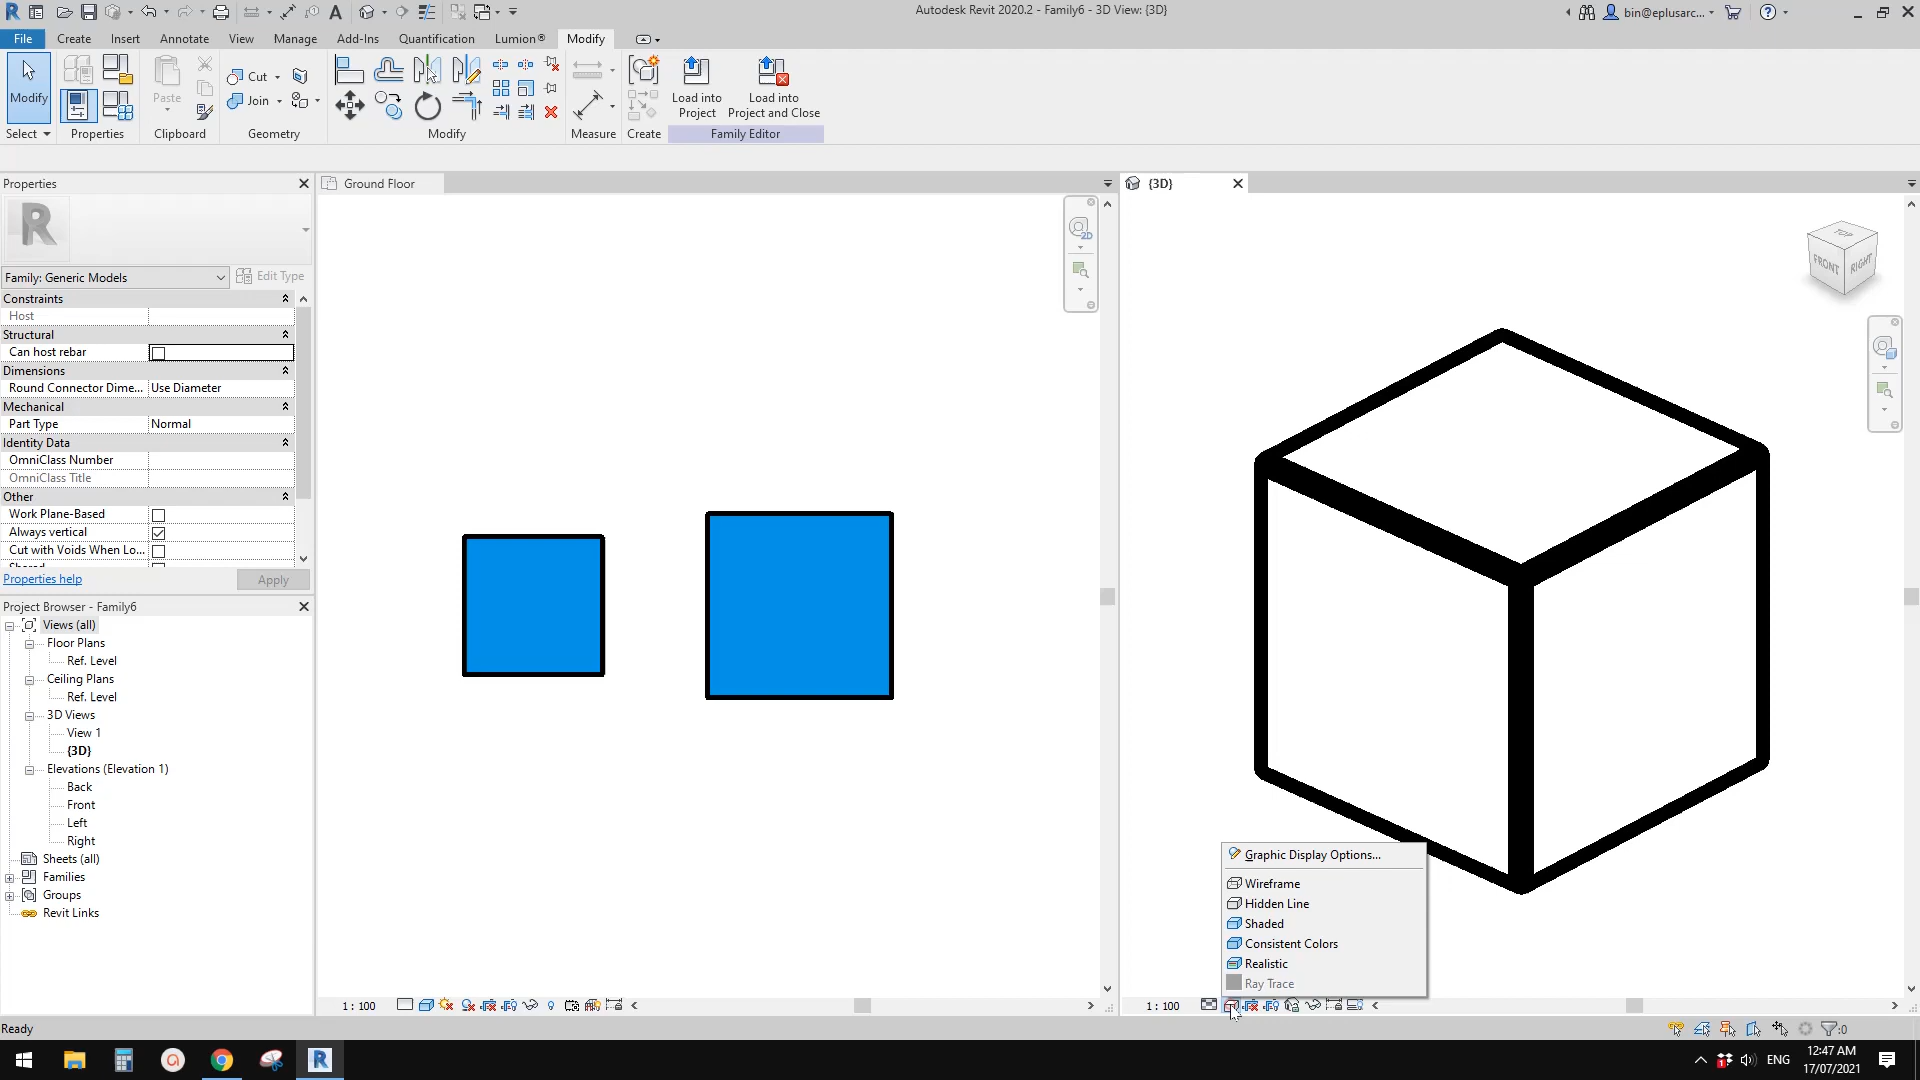 Autodesk Revit 2020.2 - Family6 - 3D View: {3D}
bin@eplusarc...
File Create Insert Annotate View Manage Add-Ins Quantification Lumion® Modify
Modify
Select
Properties
Paste
Clipboard
Cut
Join
Geometry
Modify
Measure
Create
Load into
Project
Load into
Project and Close
Family Editor
Properties
R
Family: Generic Models
Edit Type
Constraints
Host
Structural
Can host rebar
Dimensions
Round Connector Dime... Use Diameter
Mechanical
Part Type Normal
Identity Data
OmniClass Number
OmniClass Title
Other
Work Plane-Based
Always vertical
Cut with Voids When Lo...
Shared
Properties help
Apply
Project Browser - Family6
Views (all)
Floor Plans
Ref. Level
Ceiling Plans
Ref. Level
3D Views
View 1
{3D}
Elevations (Elevation 1)
Back
Front
Left
Right
Sheets (all)
Families
Groups
Revit Links
Ground Floor
2D
1 : 100
{3D}
TOP
FRONT
RIGHT
Graphic Display Options...
Wireframe
Hidden Line
Shaded
Consistent Colors
Realistic
Ray Trace
1 : 100
Ready
:0
ENG
12:47 AM
17/07/2021